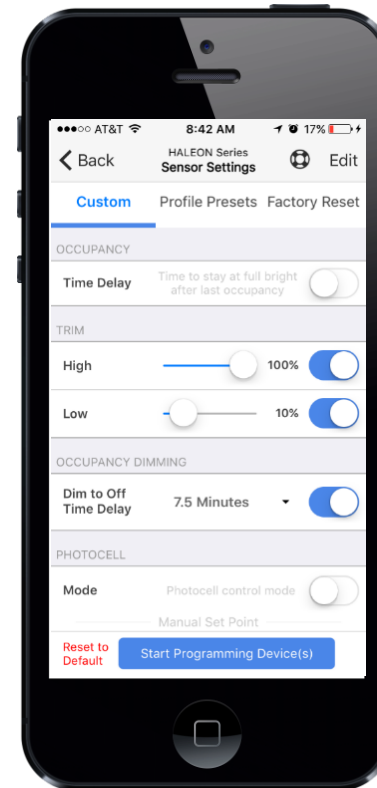 AT&T 8:42 AM 17%
Back HALEON Series Edit
Sensor Settings
Custom Profile Presets Factory Reset
OCCUPANCY
Time Delay Time to stay at full bright
after last occupancy
TRIM
High 100%
Low 10%
OCCUPANCY DIMMING
Dim to Off
Time Delay 7.5 Minutes
PHOTOCELL
Mode Photocell control mode
Manual Set Point
Reset to
Default Start Programming Device(s)